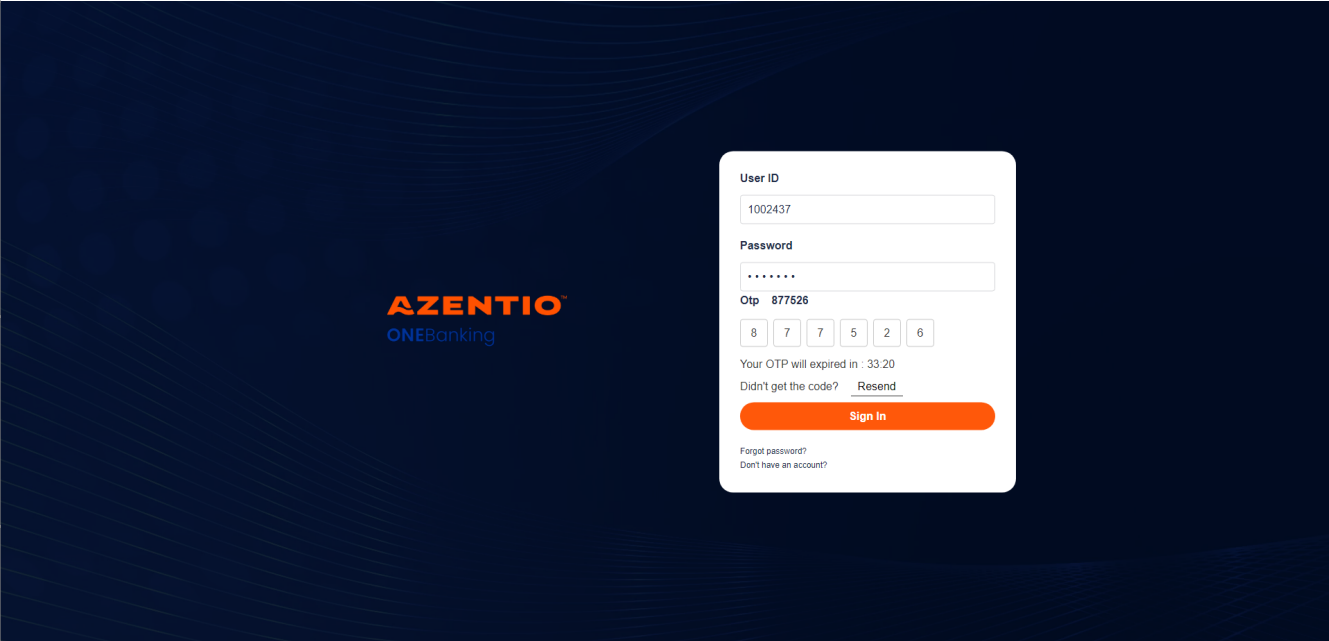 User ID
1002437
Password
•••••••
Otp 877526
8 7 7 5 2 6
Your OTP will expired in : 33:20
Didn't get the code? Resend
Sign In
Forgot password?
Don't have an account?
AZENTIO™
ONEBanking